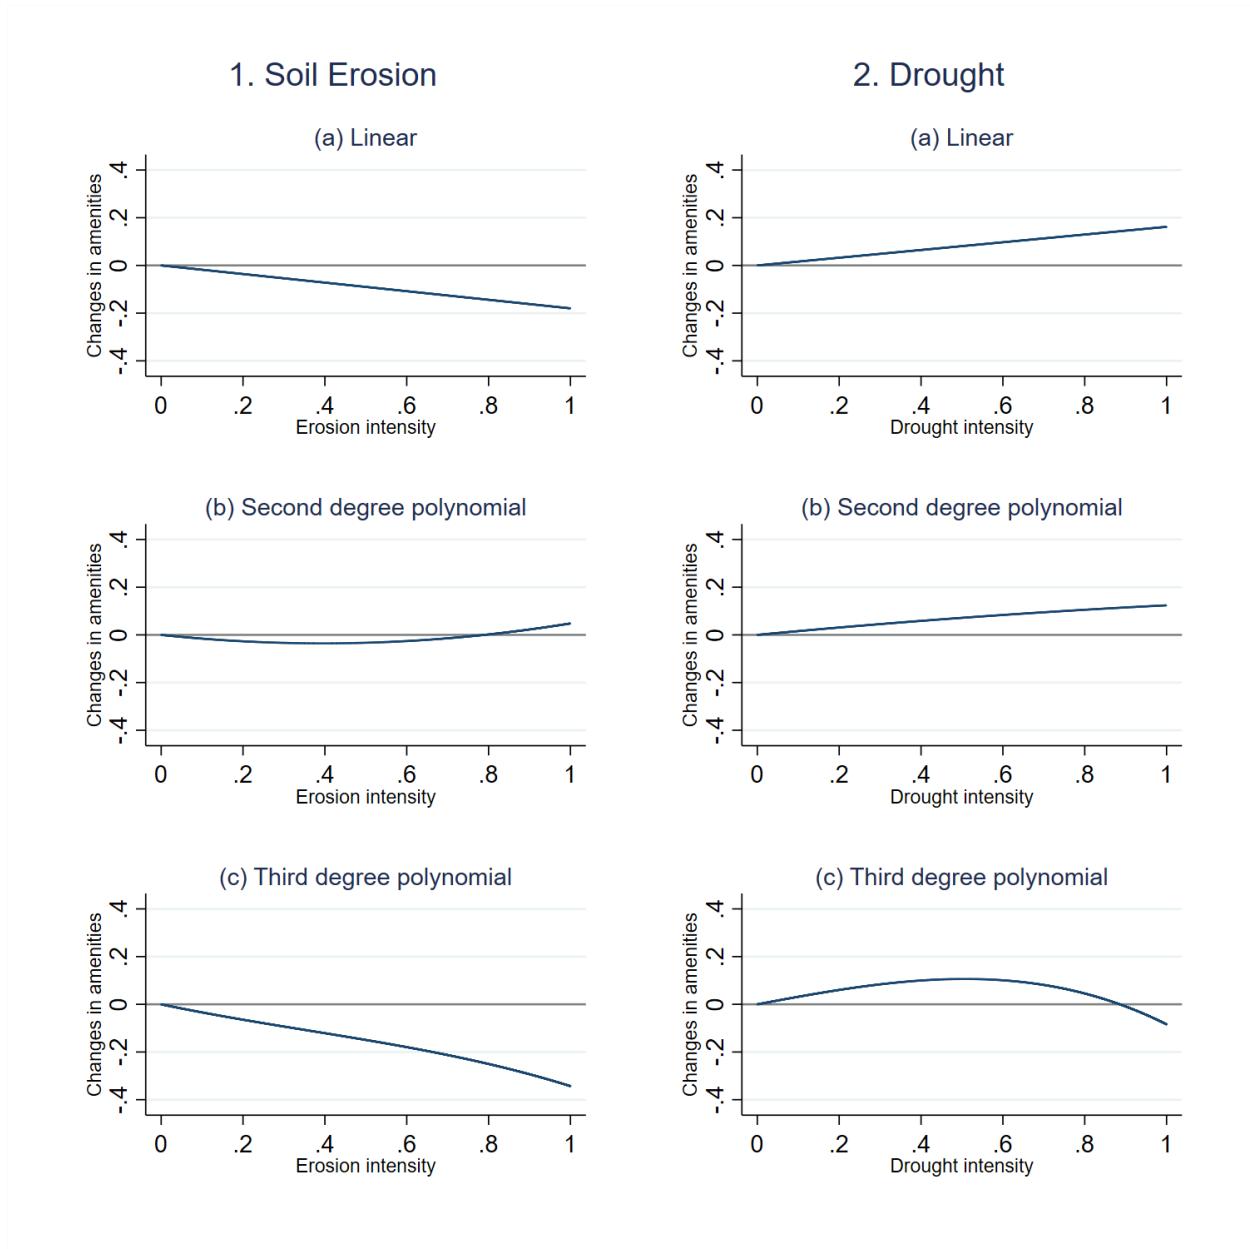 1. Soil Erosion
2. Drought
(a) Linear
Changes in amenities
.4
.2
0
-.2
-.4
0 .2 .4 .6 .8 1
Erosion intensity
(a) Linear
Changes in amenities
.4
.2
0
-.2
-.4
0 .2 .4 .6 .8 1
Drought intensity
(b) Second degree polynomial
Changes in amenities
.4
.2
0
-.2
-.4
0 .2 .4 .6 .8 1
Erosion intensity
(b) Second degree polynomial
Changes in amenities
.4
.2
0
-.2
-.4
0 .2 .4 .6 .8 1
Drought intensity
(c) Third degree polynomial
Changes in amenities
.4
.2
0
-.2
-.4
0 .2 .4 .6 .8 1
Erosion intensity
(c) Third degree polynomial
Changes in amenities
.4
.2
0
-.2
-.4
0 .2 .4 .6 .8 1
Drought intensity